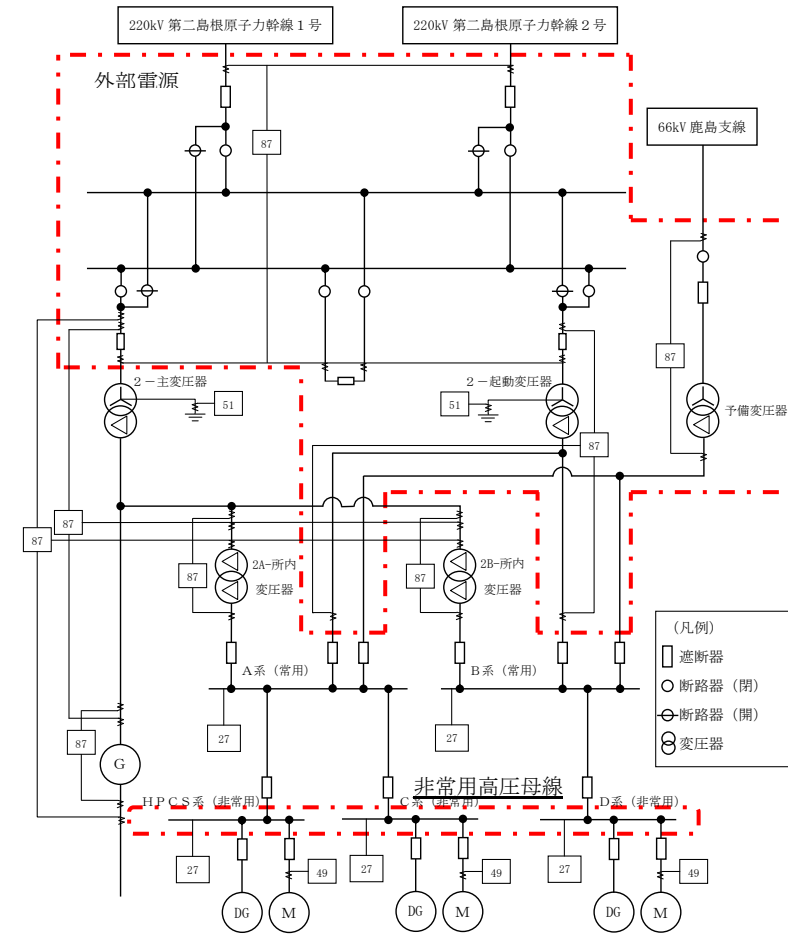 220kV 第二島根原子力幹線１号
220kV 第二島根原子力幹線２号
外部電源
66kV 鹿島支線
87
87
２－主変圧器
51
２－起動変圧器
51
87
予備変圧器
87
87
87
2A-所内
変圧器
87
2B-所内
変圧器
(凡例)
遮断器
断路器（閉）
断路器（開）
変圧器
Ａ系（常用）
Ｂ系（常用）
27
27
87
G
非常用高圧母線
ＨＰＣＳ系（非常用）
Ｃ系（非常用）
Ｄ系（非常用）
27
49
27
49
27
49
DG
M
DG
M
DG
M